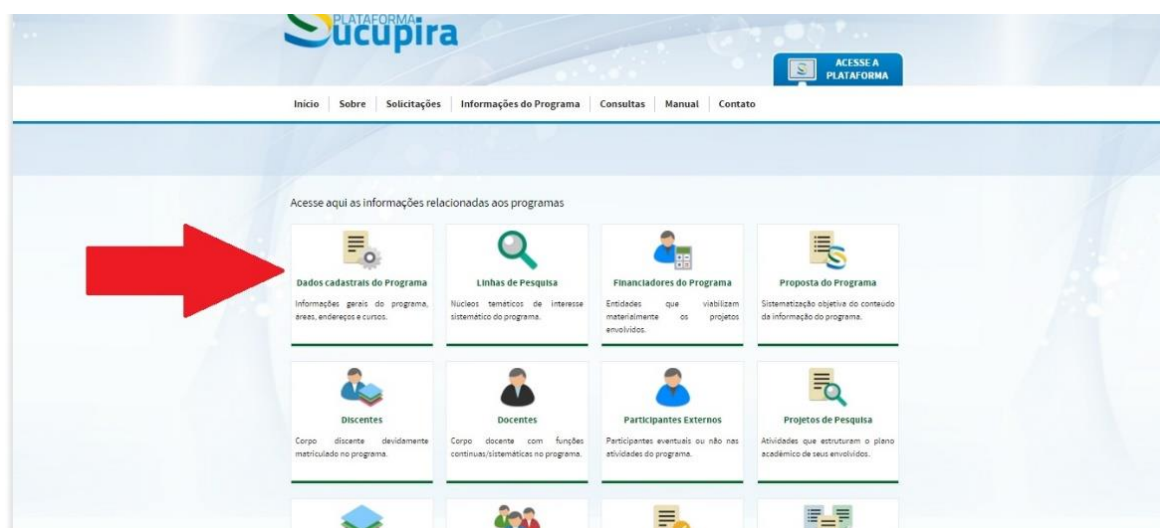 PLATAFORMA
Sucupira
ACESSE A
PLATAFORMA
Início Sobre Solicitações Informações do Programa Consultas Manual Contato
Acesse aqui as informações relacionadas aos programas
Dados cadastrais do Programa
Informações gerais do programa,
áreas, endereços e cursos.
Linhas de Pesquisa
Núcleos temáticos de interesse
sistemático do programa.
Financiadores do Programa
Entidades que viabilizam
materialmente os projetos
envolvidos.
Proposta do Programa
Sistematização objetiva do conteúdo
da informação do programa.
Discentes
Corpo discente devidamente
matriculado no programa.
Docentes
Corpo docente com funções
contínuas/sistemáticas no programa.
Participantes Externos
Participantes eventuais ou não nas
atividades do programa.
Projetos de Pesquisa
Atividades que estruturam o plano
acadêmico de seus envolvidos.